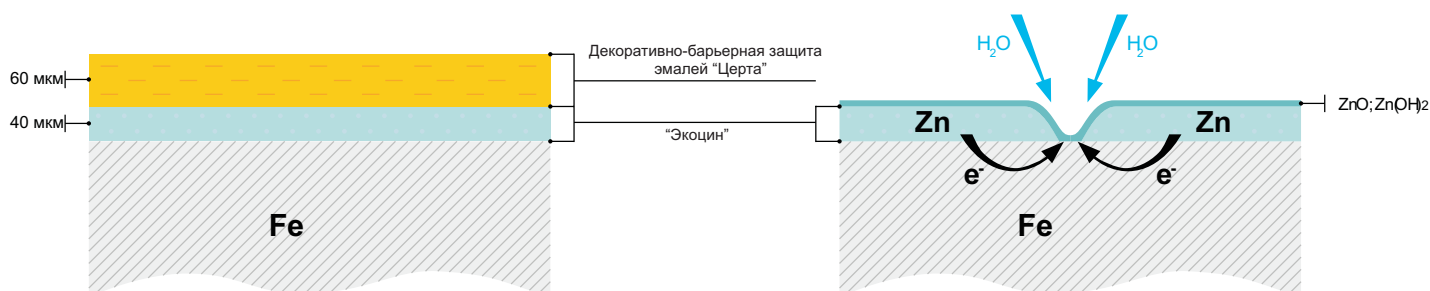 60 мкм
40 мкм
Декоративно-барьерная защита
эмалей “Церта”
“Экоцин”
Fe
H₂O
H₂O
ZnO; Zn(OH)2
Zn
Zn
e⁻
e⁻
Fe